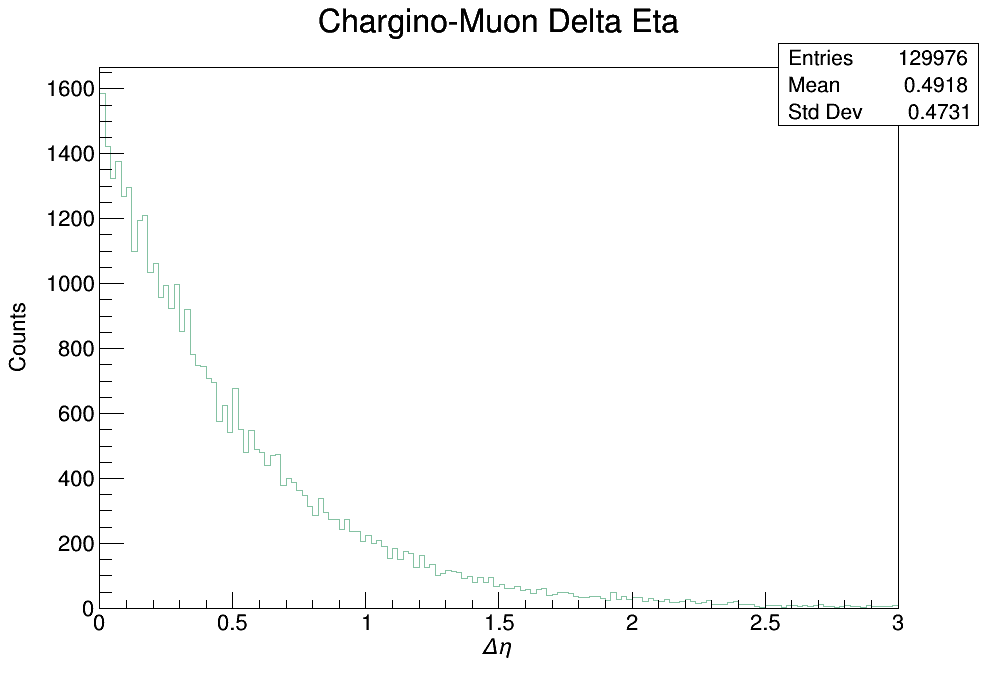 Chargino-Muon Delta Eta
Entries 129976
Mean 0.4918
Std Dev 0.4731
Counts
1600
1400
1200
1000
800
600
400
200
0
0 0.5 1 1.5 2 2.5 3
Δη